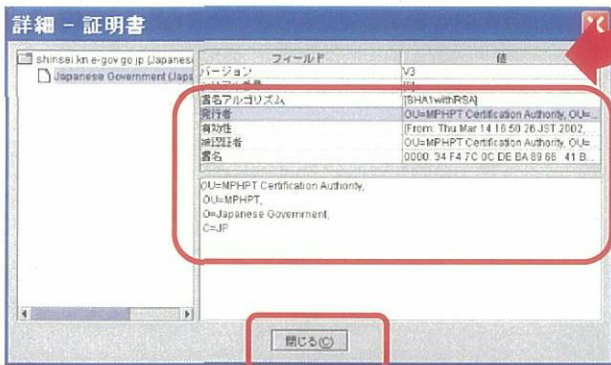 詳細 - 証明書
shinsei.kn.e-gov.go.jp (Japanes
Japanese Government (Japa
フィールド 値
バージョン V3
署名アルゴリズム [SHA1withRSA]
発行者 OU=MPHPT Certification Authority, OU=...
有効性 [From: Thu Mar 14 16:50:26 JST 2002,
被認証者 OU=MPHPT Certification Authority, OU=...
署名 0000: 34 F4 7C 0C DE BA 89 66 41 B...
OU=MPHPT Certification Authority,
OU=MPHPT,
O=Japanese Government,
C=JP
閉じる(C)